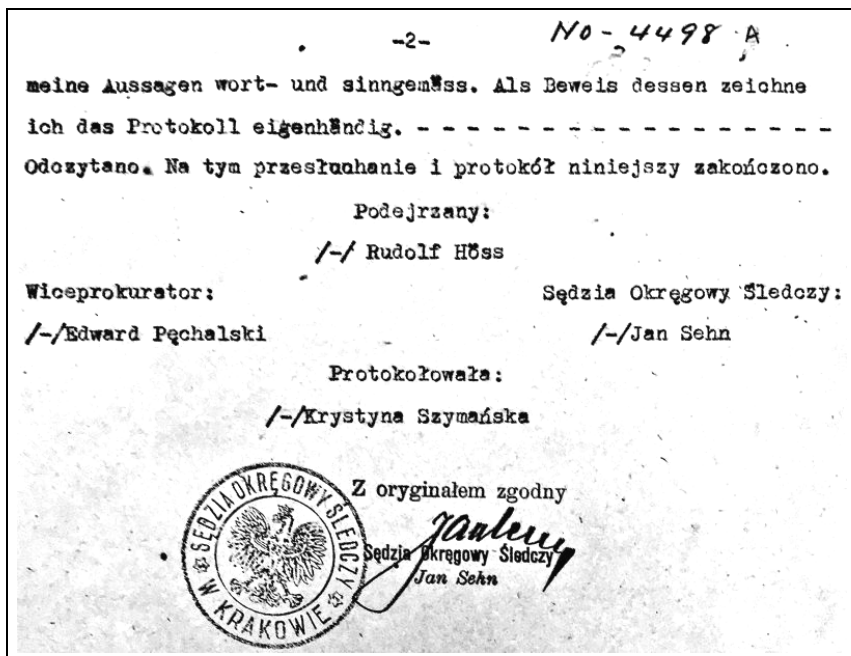 -2-
NO-4498 A
meine Aussagen wort- und sinngemäss. Als Beweis dessen zeichne
ich das Protokoll eigenhändig. - - - - - - - - - - - - - - - - - -
Odczytano. Na tym przesłuchanie i protokół niniejszy zakończono.
Podejrzany:
/-/ Rudolf Höss
Wiceprokurator:
Sędzia Okręgowy Śledczy:
/-/Edward Pęchalski
/-/Jan Sehn
Protokołowała:
/-/Krystyna Szymańska
SĘDZIA OKRĘGOWY ŚLEDCZY
W KRAKOWIE
Z oryginałem zgodny
Sędzia Okręgowy Śledczy
Jan Sehn